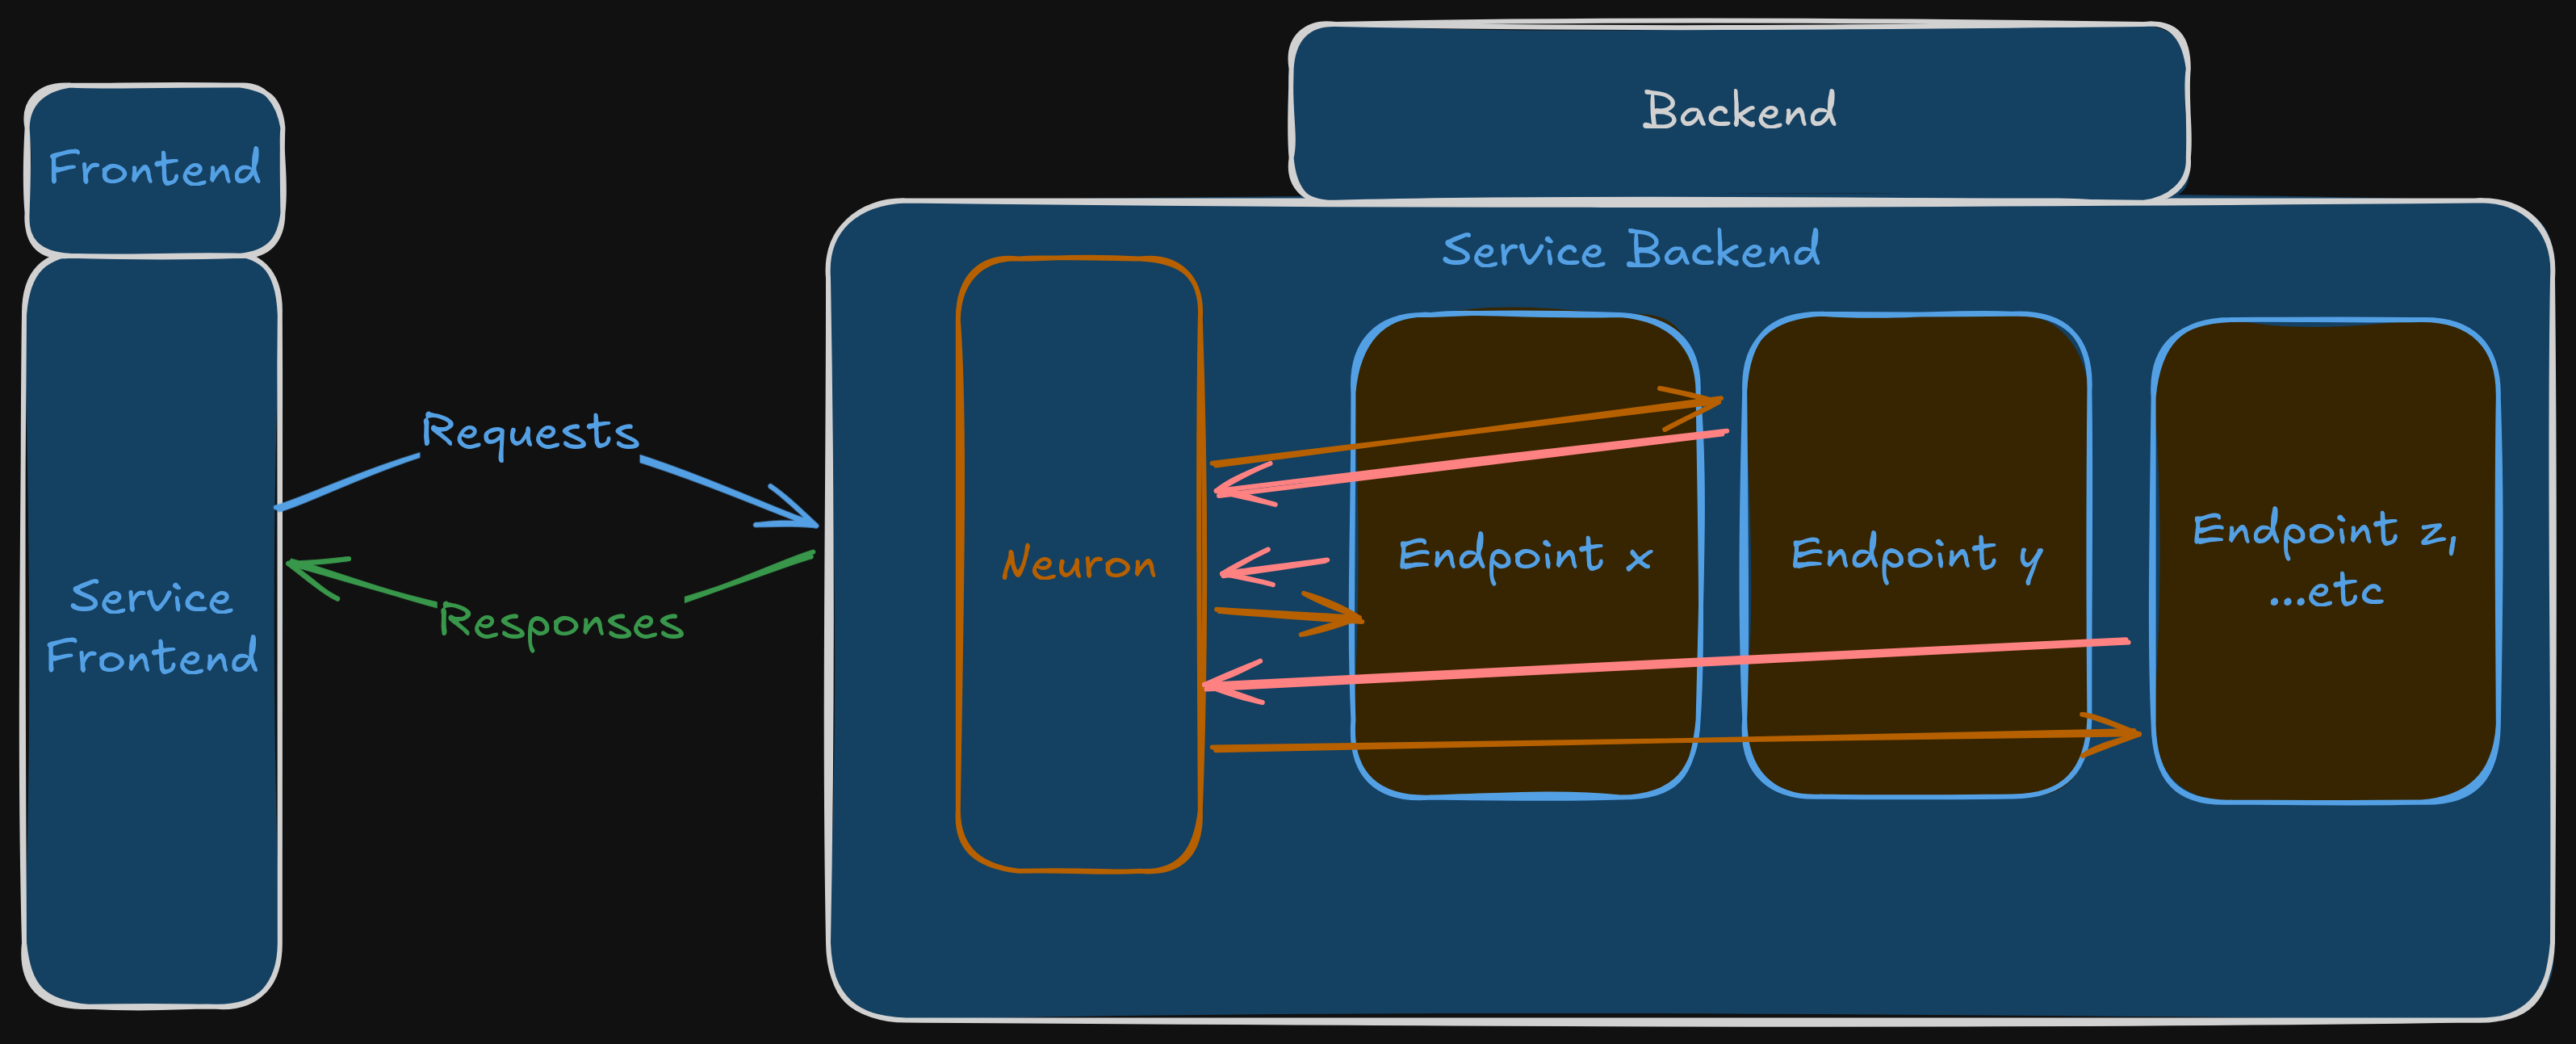 Backend
Frontend
Service Backend
Requests
Neuron
Endpoint x
Endpoint y
Endpoint z,
...etc
Responses
Service
Frontend